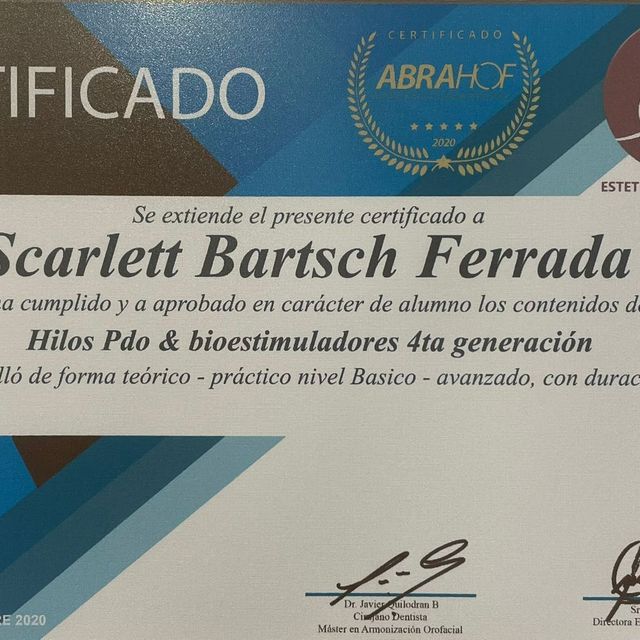 TIFICADO
CERTIFICADO
ABRAHOF
2020
ESTET
Se extiende el presente certificado a
Scarlett Bartsch Ferrada
a cumplido y a aprobado en carácter de alumno los contenidos de
Hilos Pdo & bioestimuladores 4ta generación
lló de forma teórico - práctico nivel Basico - avanzado, con durac
Dr. Javier Quilodran B
Cirujano Dentista
Máster en Armonización Orofacial
Sr
Directora E
RE 2020